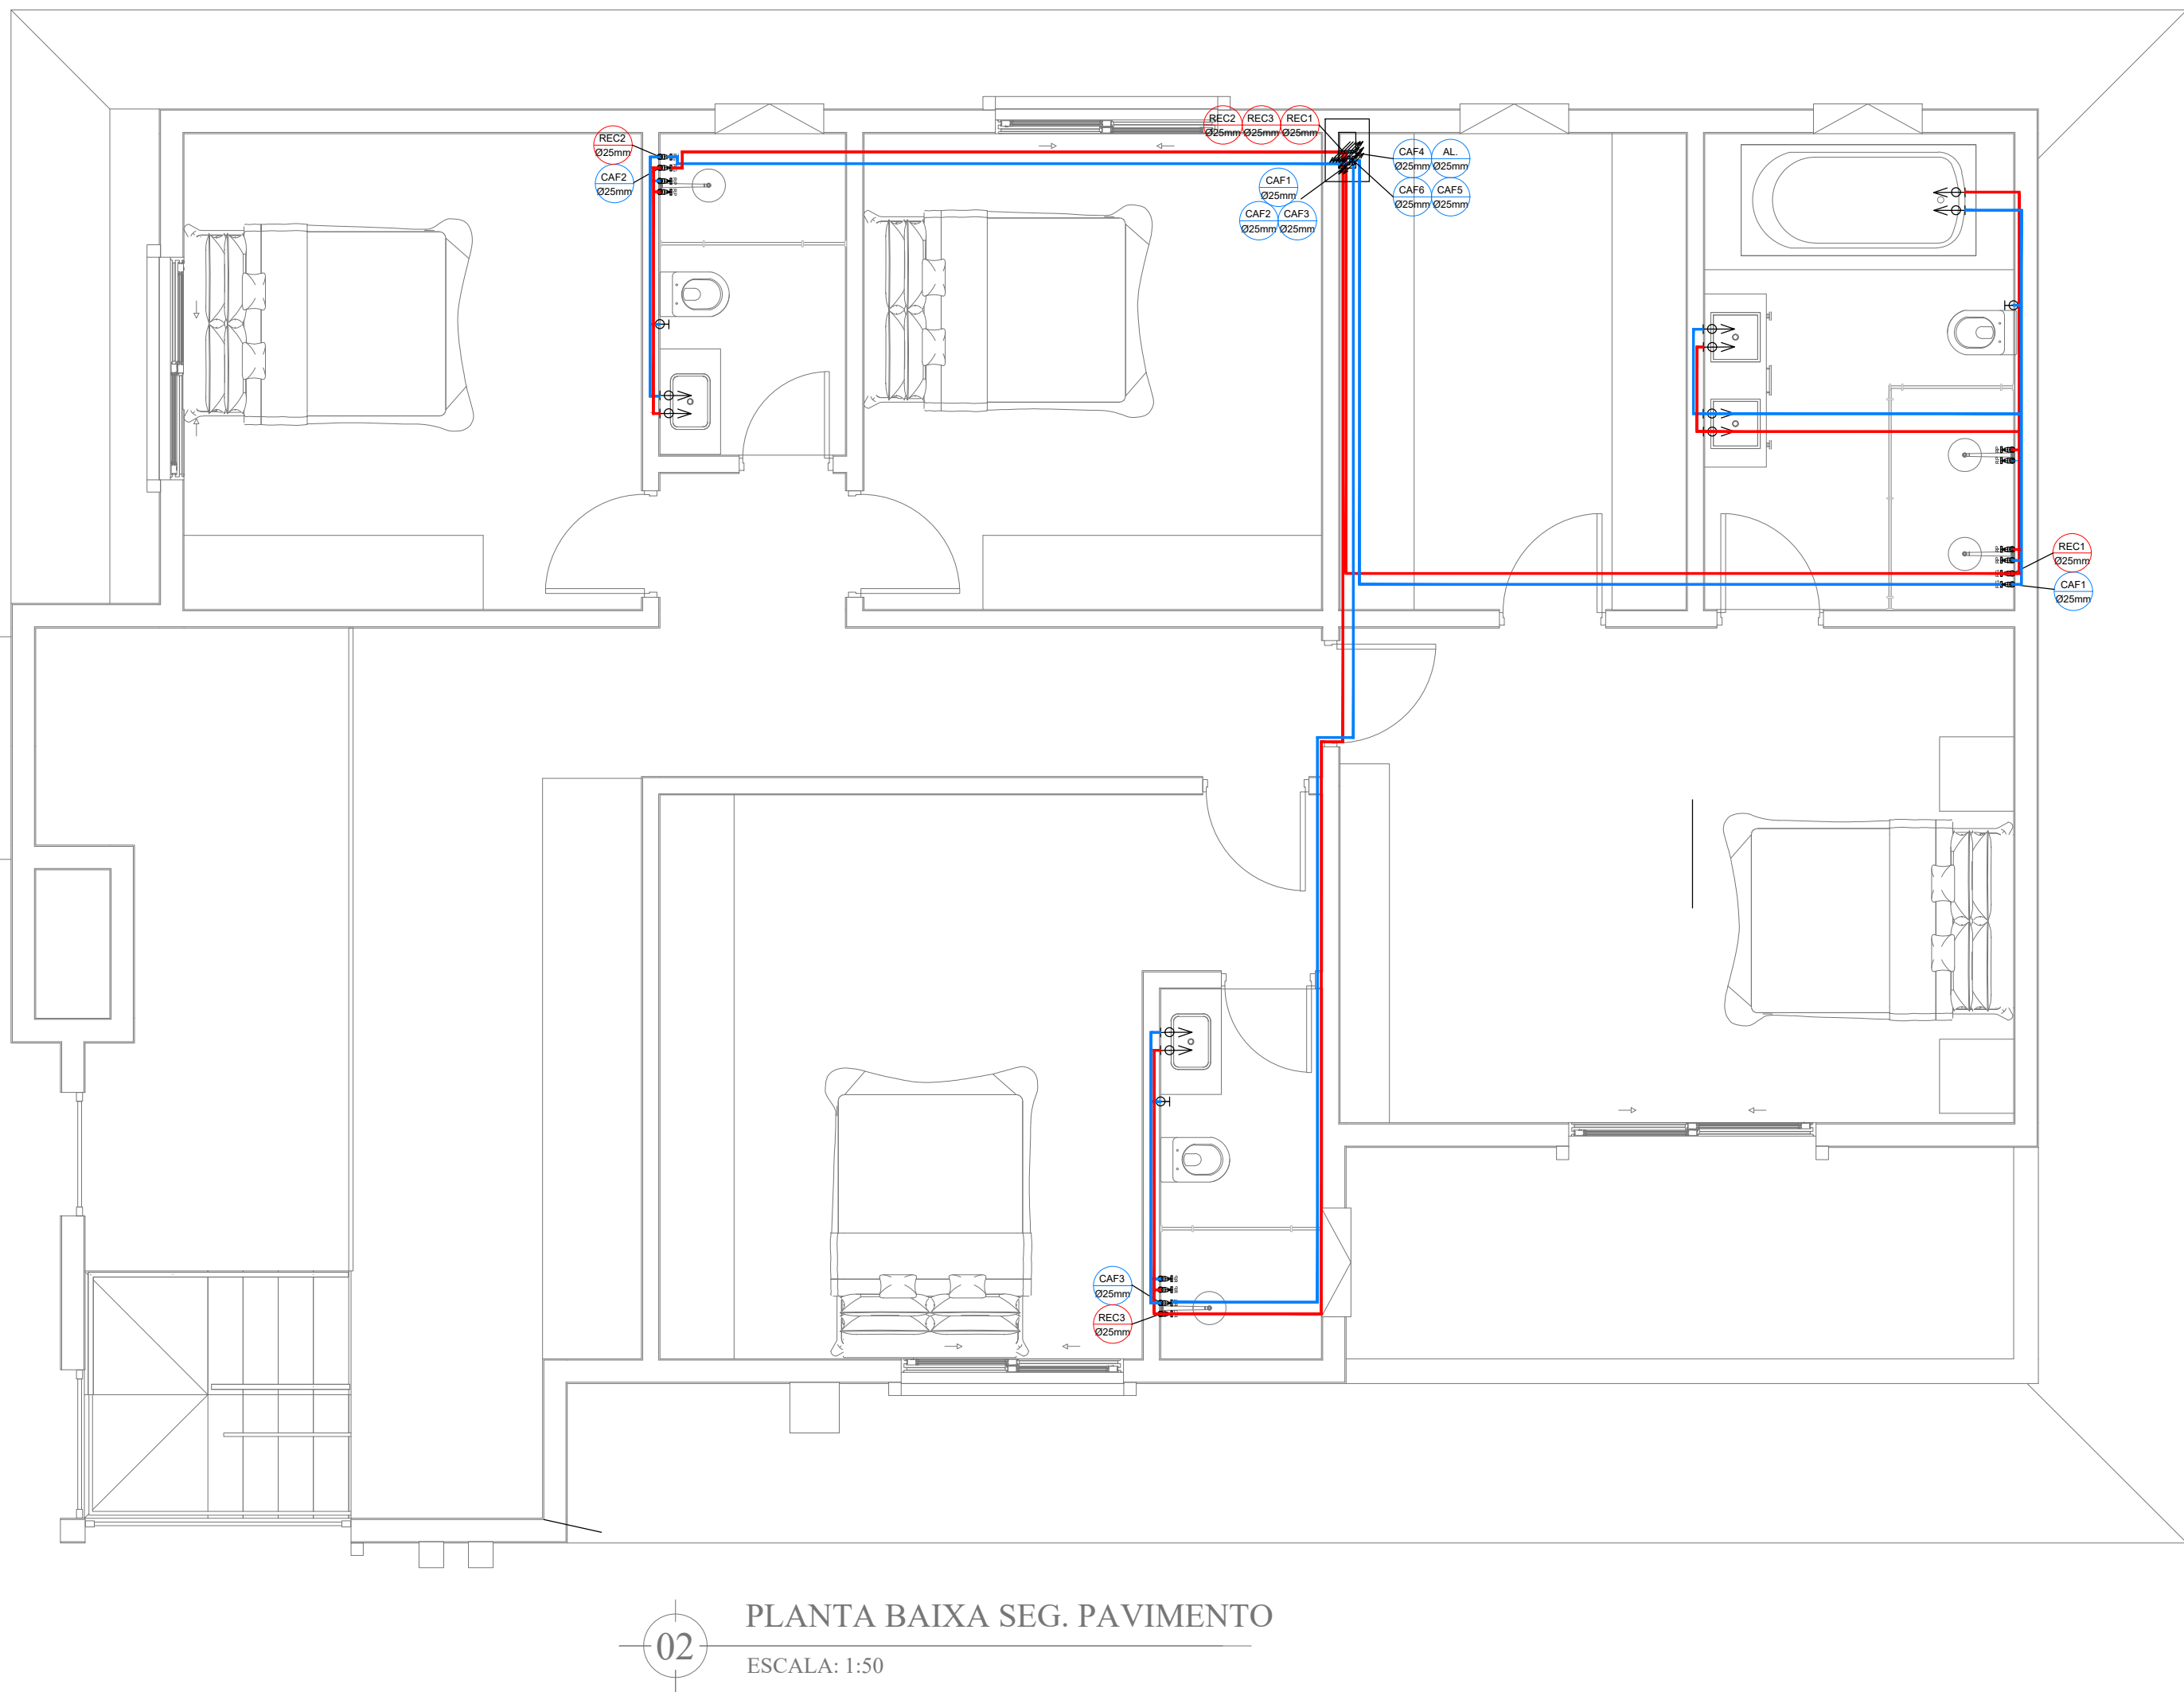 REC2 REC3 REC1
Ø25mm Ø25mm Ø25mm
REC2
Ø25mm
CAF4 AL.
Ø25mm Ø25mm
CAF2
Ø25mm
CAF1
Ø25mm
CAF6 CAF5
Ø25mm Ø25mm
CAF2 CAF3
Ø25mm Ø25mm
REC1
Ø25mm
CAF1
Ø25mm
CAF3
Ø25mm
REC3
Ø25mm
PLANTA BAIXA SEG. PAVIMENTO
02
ESCALA: 1:50